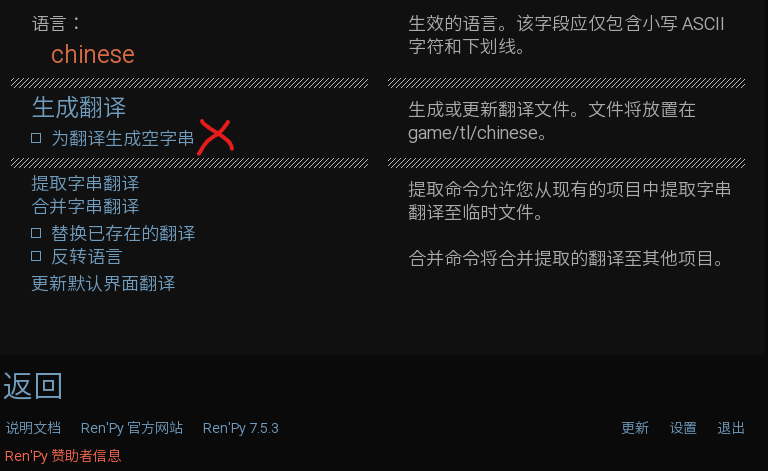 语言：
chinese
生效的语言。该字段应仅包含小写 ASCII
字符和下划线。
生成翻译
为翻译生成空字串
生成或更新翻译文件。文件将放置在
game/tl/chinese。
提取字串翻译
合并字串翻译
替换已存在的翻译
反转语言
更新默认界面翻译
提取命令允许您从现有的项目中提取字串
翻译至临时文件。
合并命令将合并提取的翻译至其他项目。
返回
说明文档 Ren'Py 官方网站 Ren'Py 7.5.3 更新 设置 退出
Ren'Py 赞助者信息